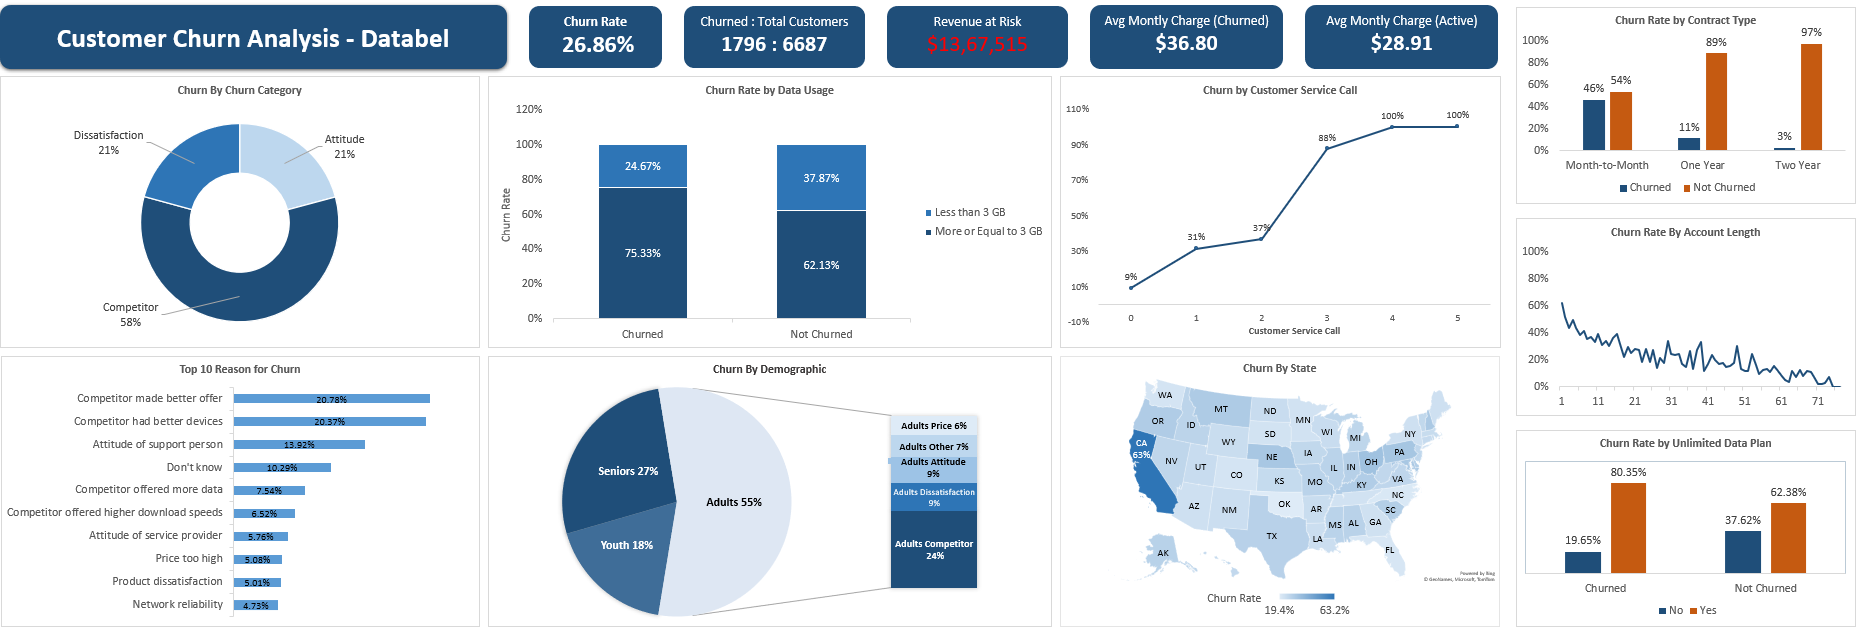 Customer Churn Analysis - Databel
Churn Rate
26.86%
Churned : Total Customers
1796 : 6687
Revenue at Risk
$13,67,515
Avg Montly Charge (Churned)
$36.80
Avg Montly Charge (Active)
$28.91
Churn By Churn Category
Dissatisfaction
21%
Attitude
21%
Competitor
58%
Churn Rate by Data Usage
Churn Rate
120%
100%
80%
60%
40%
20%
0%
24.67%
75.33%
37.87%
62.13%
Churned
Not Churned
Less than 3 GB
More or Equal to 3 GB
Churn by Customer Service Call
110%
90%
70%
50%
30%
10%
-10%
9%
31%
37%
88%
100%
100%
0 1 2 3 4 5
Customer Service Call
Churn Rate by Contract Type
100%
80%
60%
40%
20%
0%
46% 54%
11% 89%
3% 97%
Month-to-Month One Year Two Year
Churned Not Churned
Churn Rate By Account Length
100%
80%
60%
40%
20%
0%
1 11 21 31 41 51 61 71
Top 10 Reason for Churn
Competitor made better offer 20.78%
Competitor had better devices 20.37%
Attitude of support person 13.92%
Don't know 10.29%
Competitor offered more data 7.54%
Competitor offered higher download speeds 6.52%
Attitude of service provider 5.76%
Price too high 5.08%
Product dissatisfaction 5.01%
Network reliability 4.73%
Churn By Demographic
Seniors 27%
Youth 18%
Adults 55%
Adults Price 6%
Adults Other 7%
Adults Attitude
9%
Adults Dissatisfaction
9%
Adults Competitor
24%
Churn By State
WA
OR
CA
63%
ID
NV
MT
WY
UT
AZ
CO
NM
ND
SD
NE
KS
OK
TX
MN
IA
MO
AR
LA
WI
IL
MS
MI
IN
KY
AL
OH
GA
FL
SC
NC
VA
PA
NY
AK
Powered by Bing
© GeoNames, Microsoft, TomTom
Churn Rate
19.4% 63.2%
Churn Rate by Unlimited Data Plan
19.65%
80.35%
37.62%
62.38%
Churned Not Churned
No Yes